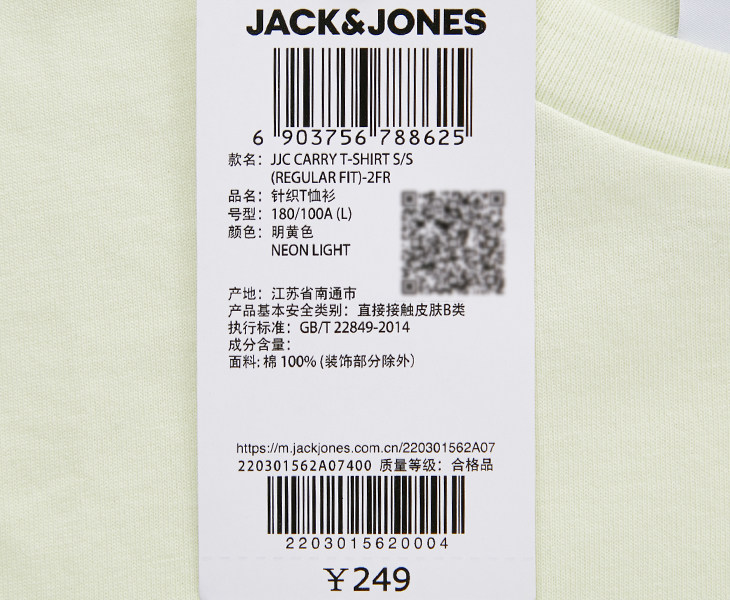 JACK&JONES
6 903756 788625
款名：JJC CARRY T-SHIRT S/S
(REGULAR FIT)-2FR
品名：针织T恤衫
号型：180/100A (L)
颜色：明黄色
NEON LIGHT
产地：江苏省南通市
产品基本安全类别：直接接触皮肤B类
执行标准：GB/T 22849-2014
成分含量：
面料: 棉 100% (装饰部分除外)
https://m.jackjones.com.cn/220301562A07
220301562A07400 质量等级：合格品
2203015620004
￥249